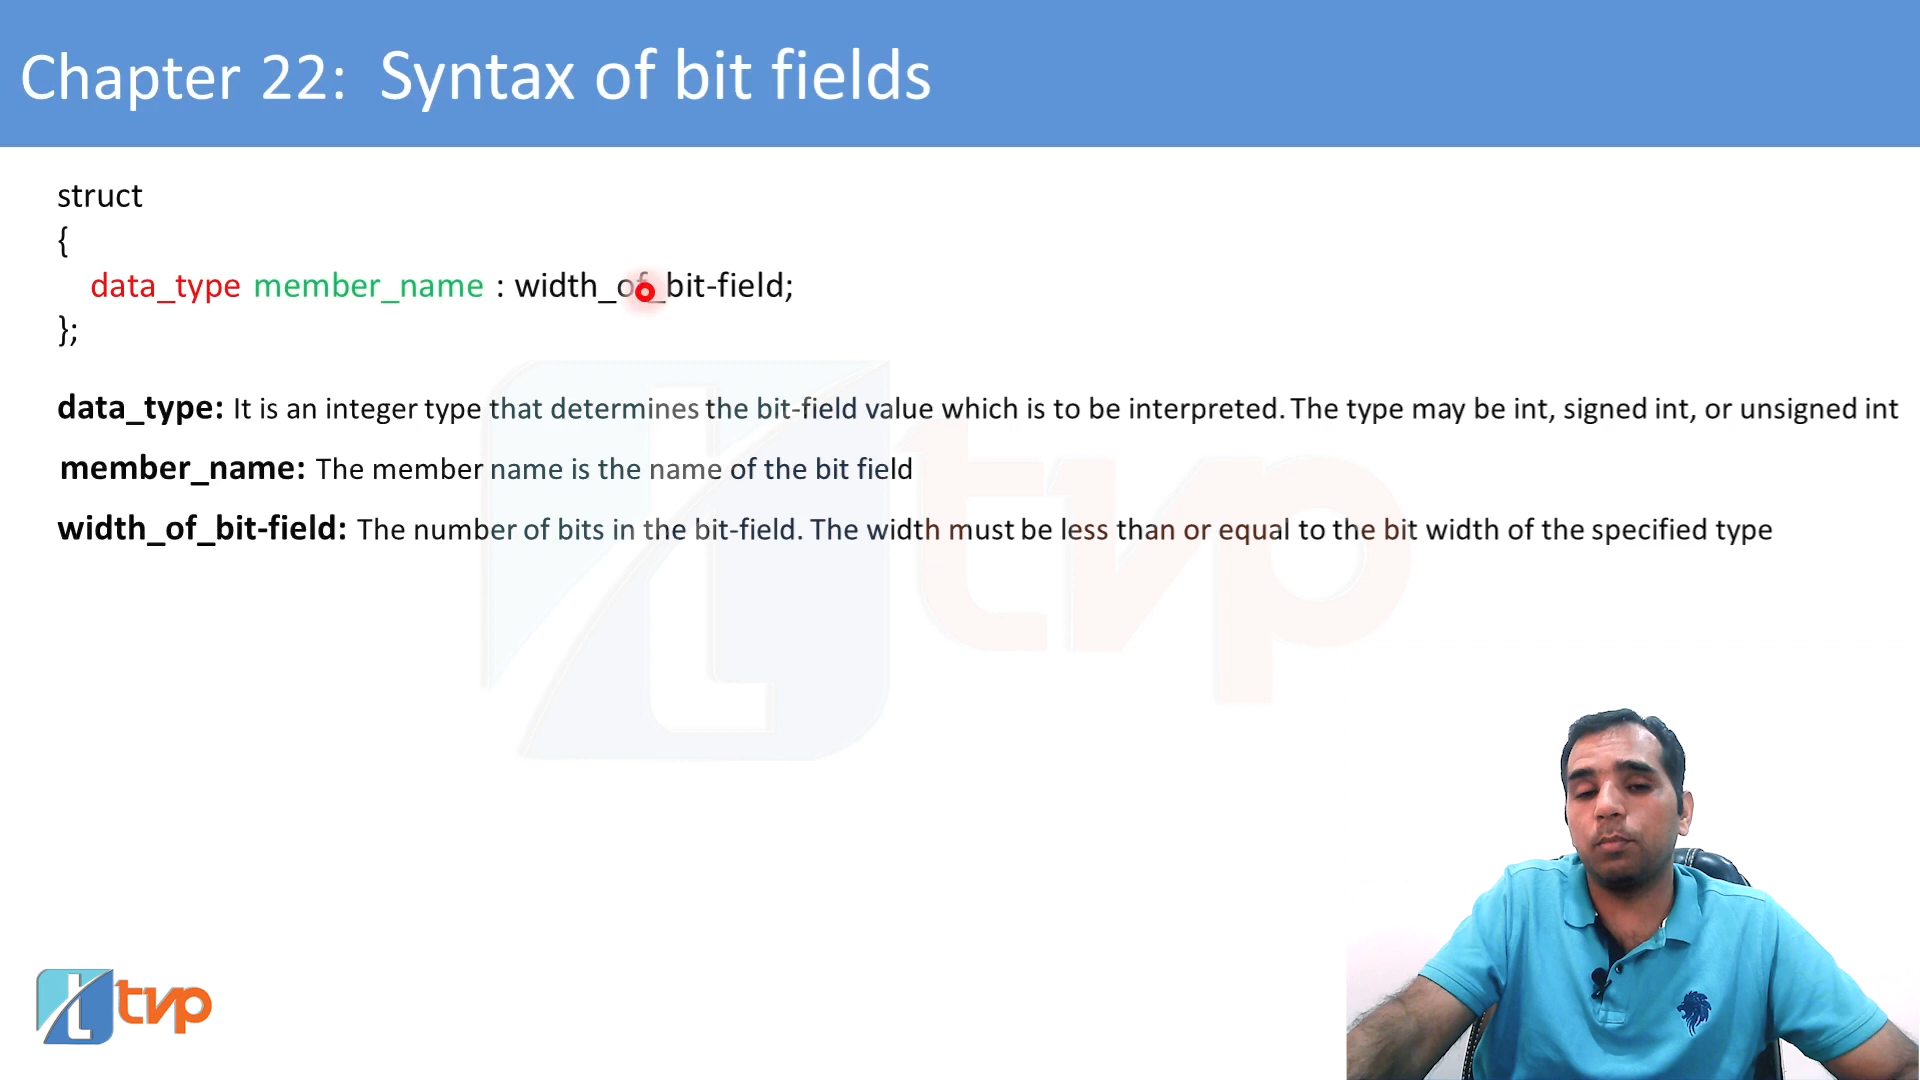 Chapter 22: Syntax of bit fields
struct
{
data_type member_name : width_of_bit-field;
};
data_type: It is an integer type that determines the bit-field value which is to be interpreted. The type may be int, signed int, or unsigned int
member_name: The member name is the name of the bit field
width_of_bit-field: The number of bits in the bit-field. The width must be less than or equal to the bit width of the specified type
t tvp
t tvp